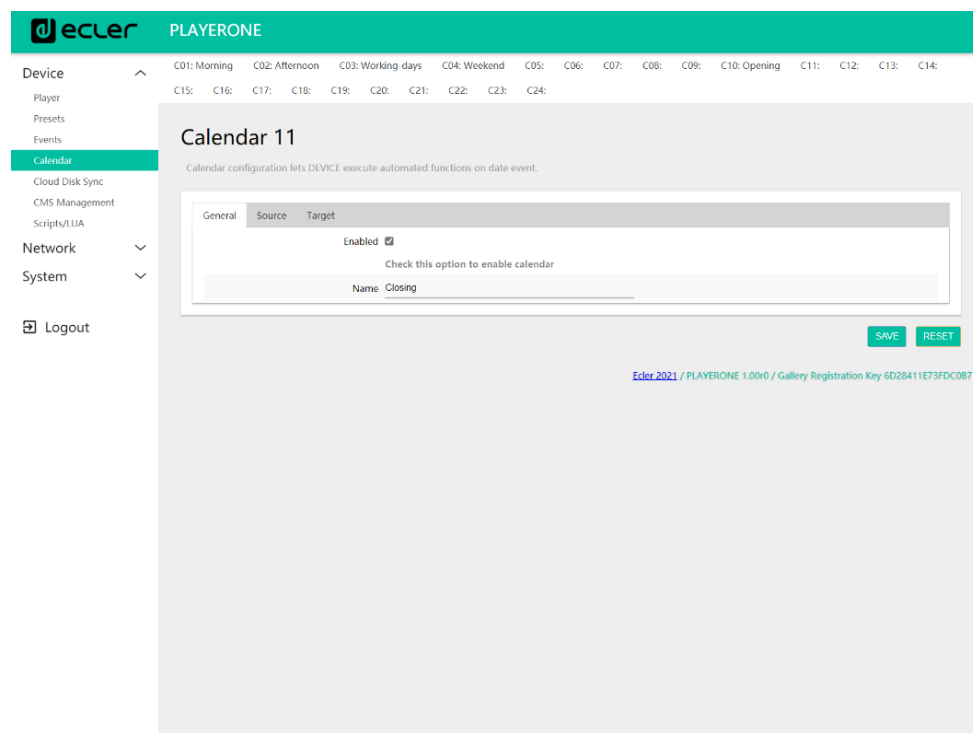 ecler PLAYERONE
Device
Player
Presets
Events
Calendar
Cloud Disk Sync
CMS Management
Scripts/LUA
Network
System
Logout
C01: Morning C02: Afternoon C03: Working-days C04: Weekend C05: C06: C07: C08: C09: C10: Opening C11: C12: C13: C14:
C15: C16: C17: C18: C19: C20: C21: C22: C23: C24:
Calendar 11
Calendar configuration lets DEVICE execute automated functions on date event.
General Source Target
Enabled
Check this option to enable calendar
Name Closing
SAVE RESET
Ecler 2021 / PLAYERONE 1.00r0 / Gallery Registration Key 6D28411E73FDC0B7